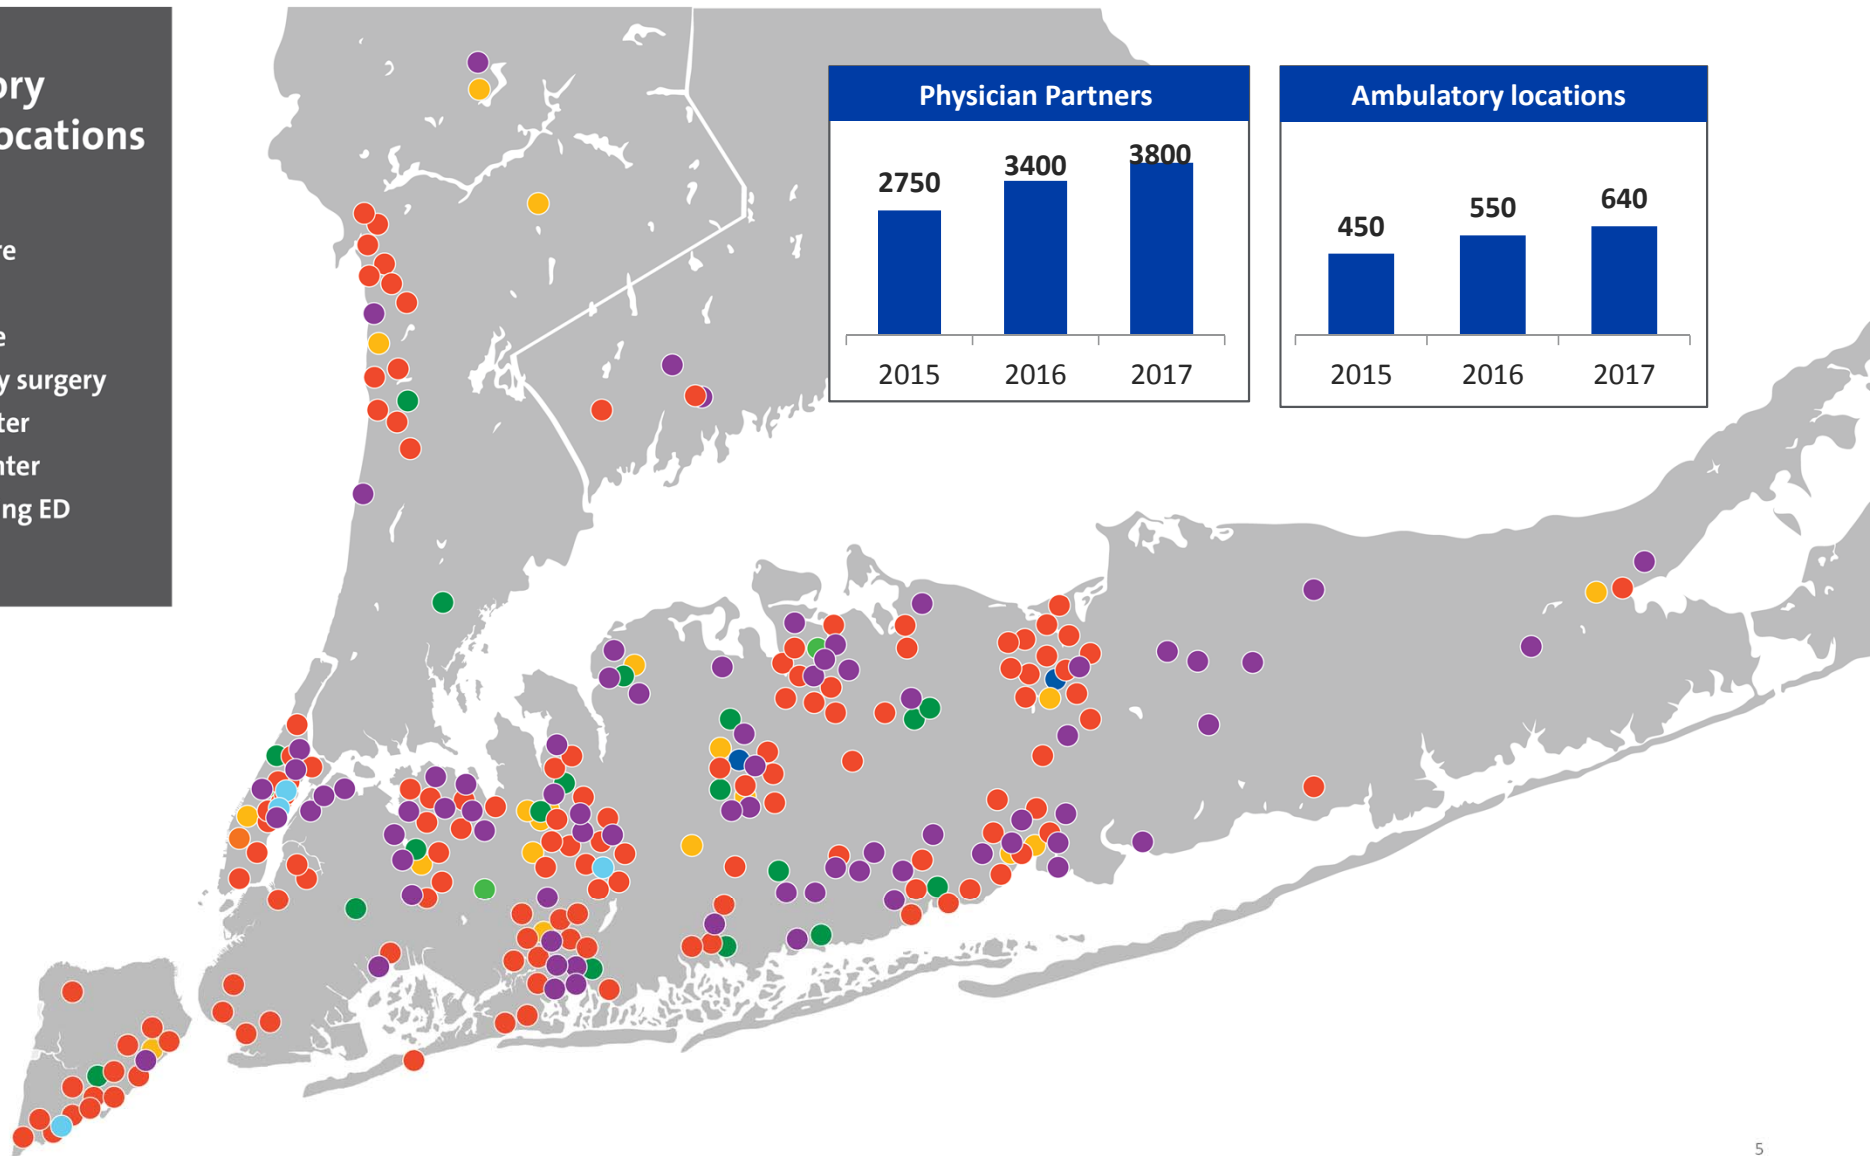 ory
ocations
re
e
y surgery
ter
nter
ng ED
Physician Partners
2750
3400
3800
2015
2016
2017
Ambulatory locations
450
550
640
2015
2016
2017
5